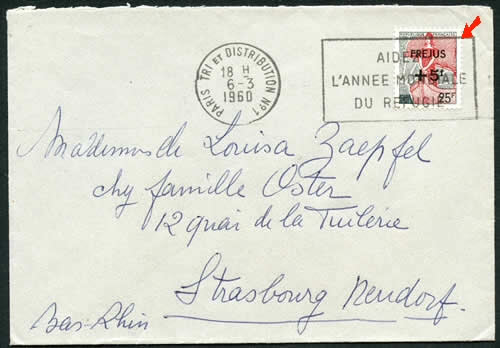 PARIS TRI ET DISTRIBUTION N°1
18 H
6-3
1960
AIDEZ
L'ANNEE MONDIALE
DU REFUGIE
FREJUS
+5f
25f
Mademoiselle Louisa Zaepfel
chez famille Oster
12 quai de la Tuilerie
Strasbourg Neudorf.
Bas-Rhin